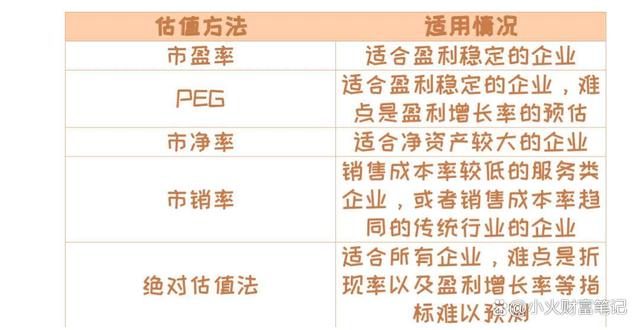 估值方法 适用情况
市盈率 适合盈利稳定的企业
PEG 适合盈利稳定的企业，难
点是盈利增长率的预估
市净率 适合净资产较大的企业
市销率 销售成本率较低的服务类
企业，或者销售成本率趋
同的传统行业的企业
绝对估值法 适合所有企业，难点是折
现率以及盈利增长率等指
标难以预测
小火财富笔记